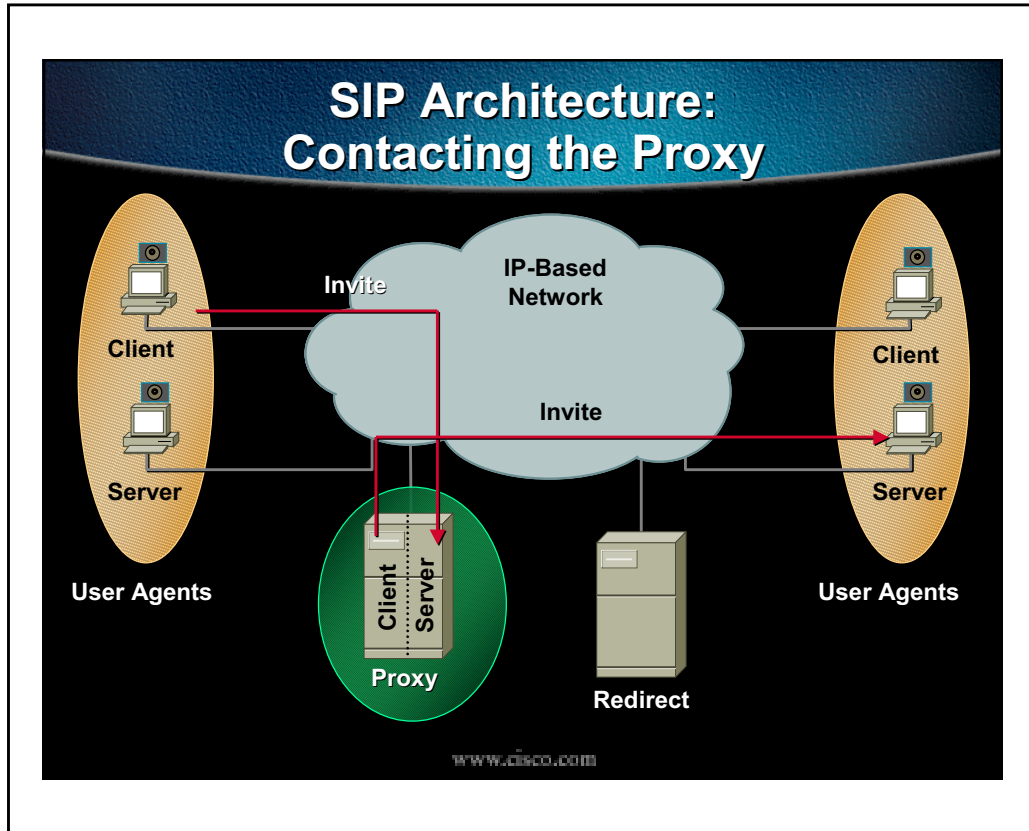 SIP Architecture:
Contacting the Proxy
IP-Based
Network
Invite
Client
Client
Invite
Server
Server
Client
Server
User Agents
User Agents
Proxy
Redirect
www.cisco.com